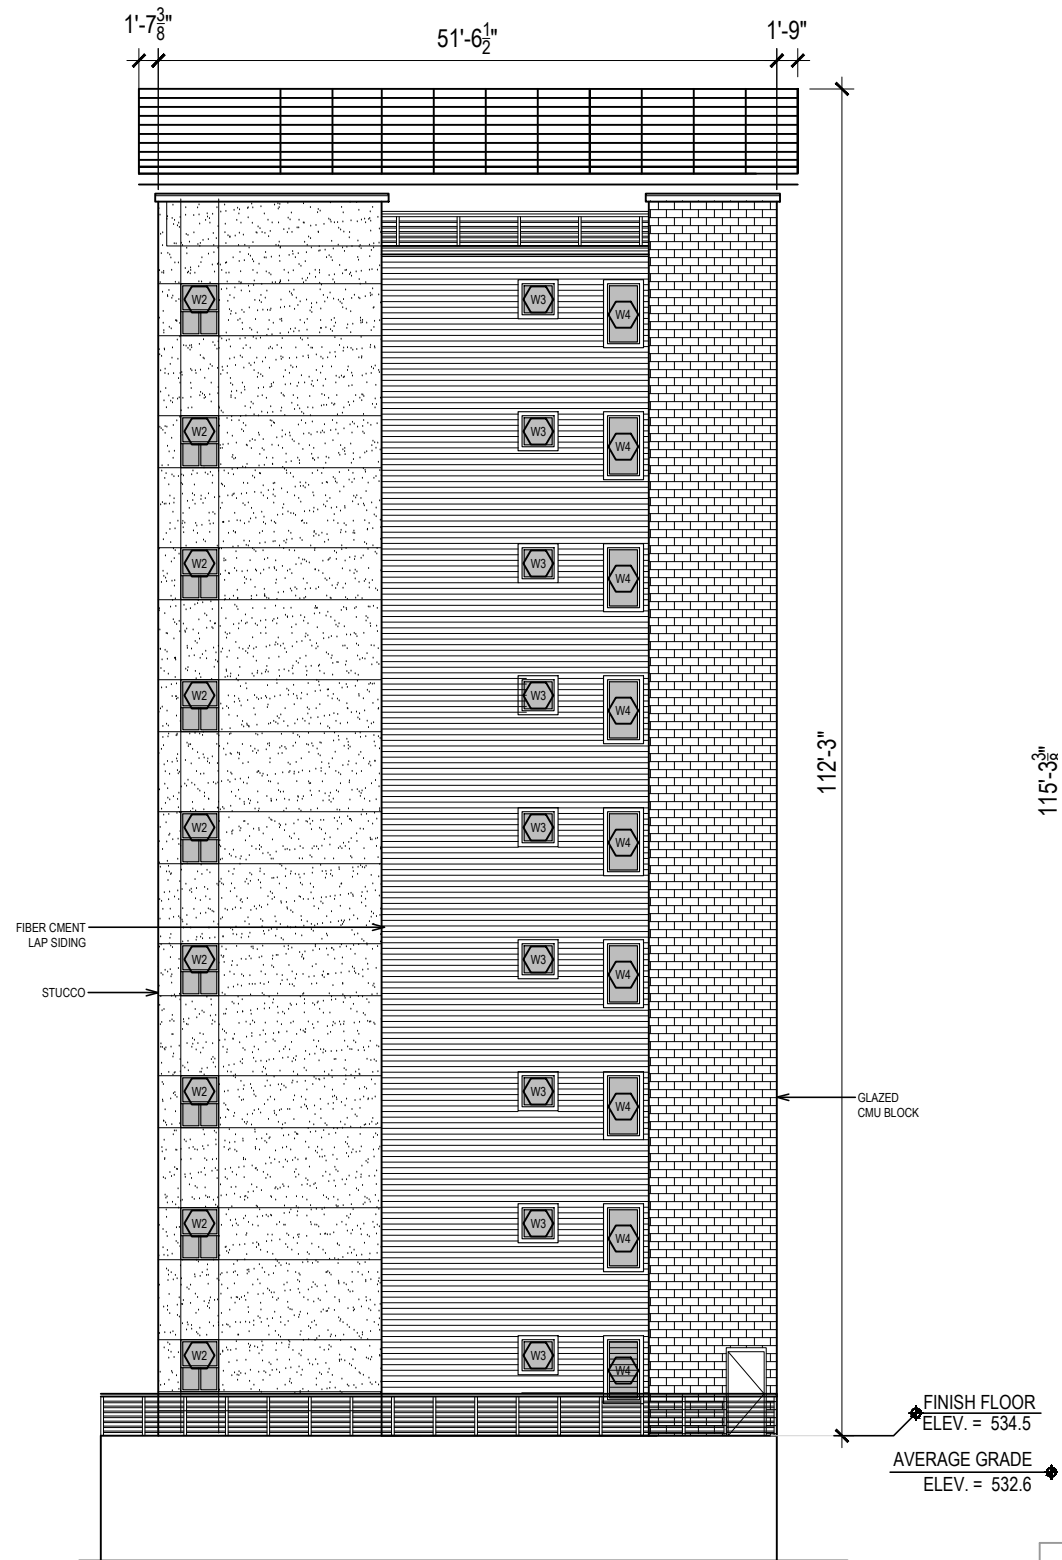 1'-7 3/8"
51'-6 1/2"
1'-9"
W2
W3
W4
W2
W3
W4
W2
W3
W4
W2
W3
W4
112'-3"
115'-3 3/8"
W2
W3
W4
FIBER CMENT
LAP SIDING
W2
W3
W4
STUCCO
W2
W3
W4
GLAZED
CMU BLOCK
W2
W3
W4
W2
W3
W4
FINISH FLOOR
ELEV. = 534.5
AVERAGE GRADE
ELEV. = 532.6